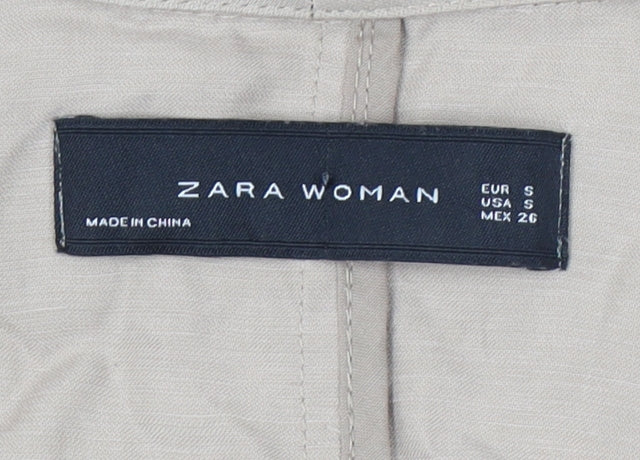 ZARA WOMAN
MADE IN CHINA
EUR S
USA S
MEX 26